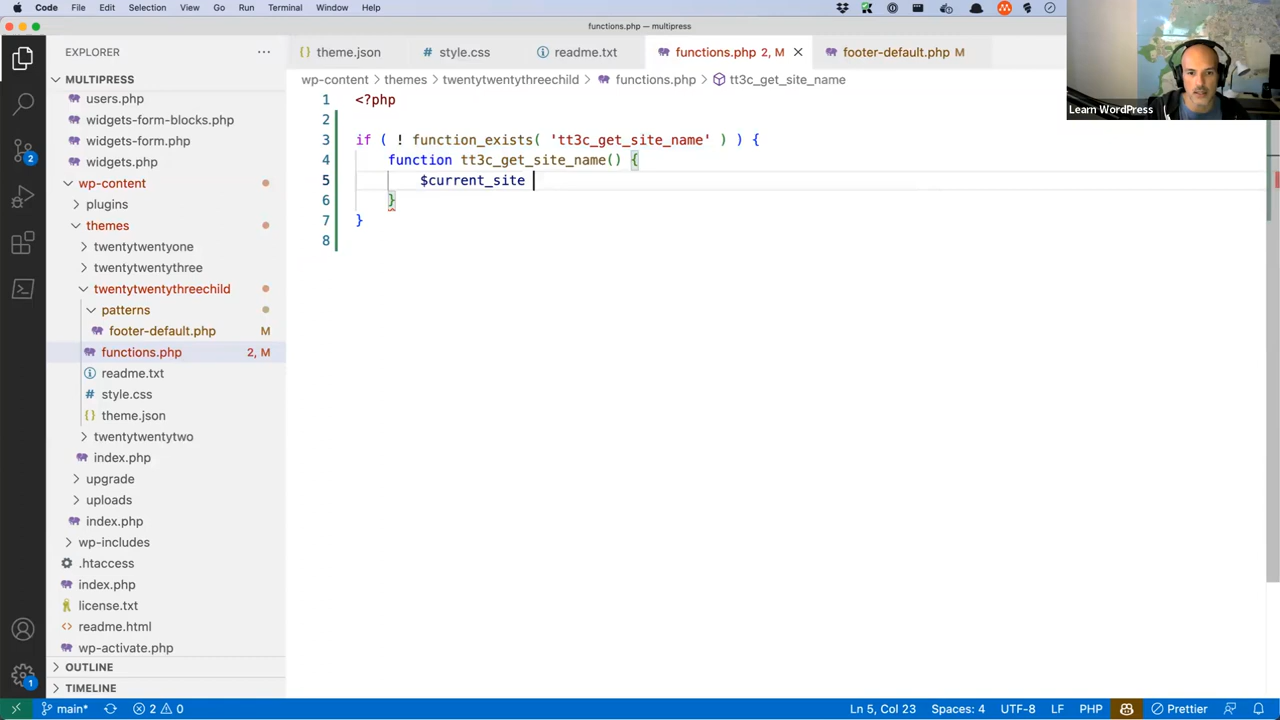 Code File Edit Selection View Go Run Terminal Window Help
functions.php — multipress
EXPLORER
theme.json
style.css
readme.txt
functions.php 2, M
footer-default.php M
Learn WordPress
MULTIPRESS
wp-content > themes > twentytwentythreechild > functions.php > tt3c_get_site_name
users.php
widgets-form-blocks.php
widgets-form.php
widgets.php
wp-content
plugins
themes
twentytwentyone
twentytwentythree
twentytwentythreechild
patterns
footer-default.php M
functions.php 2, M
readme.txt
style.css
theme.json
twentytwentytwo
index.php
upgrade
uploads
index.php
wp-includes
.htaccess
index.php
license.txt
readme.html
wp-activate.php
OUTLINE
TIMELINE
1 <?php
2
3 if ( ! function_exists( 'tt3c_get_site_name' ) ) {
4 function tt3c_get_site_name() {
5 $current_site
6 }
7 }
8
2
1
main* 2 0 Ln 5, Col 23 Spaces: 4 UTF-8 LF PHP Prettier